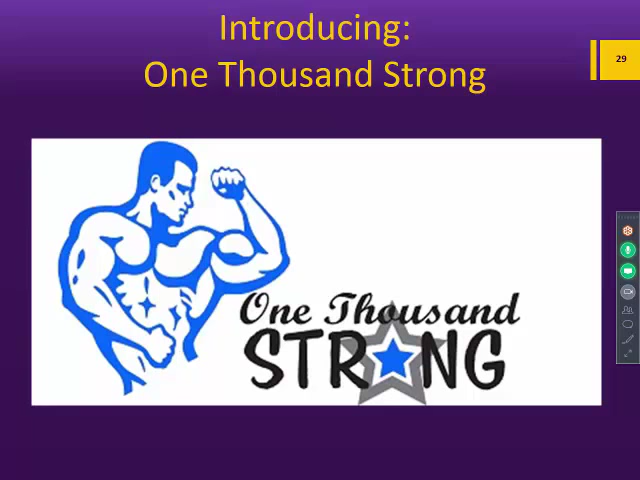 Introducing:
One Thousand Strong
29
One Thousand
STRONG